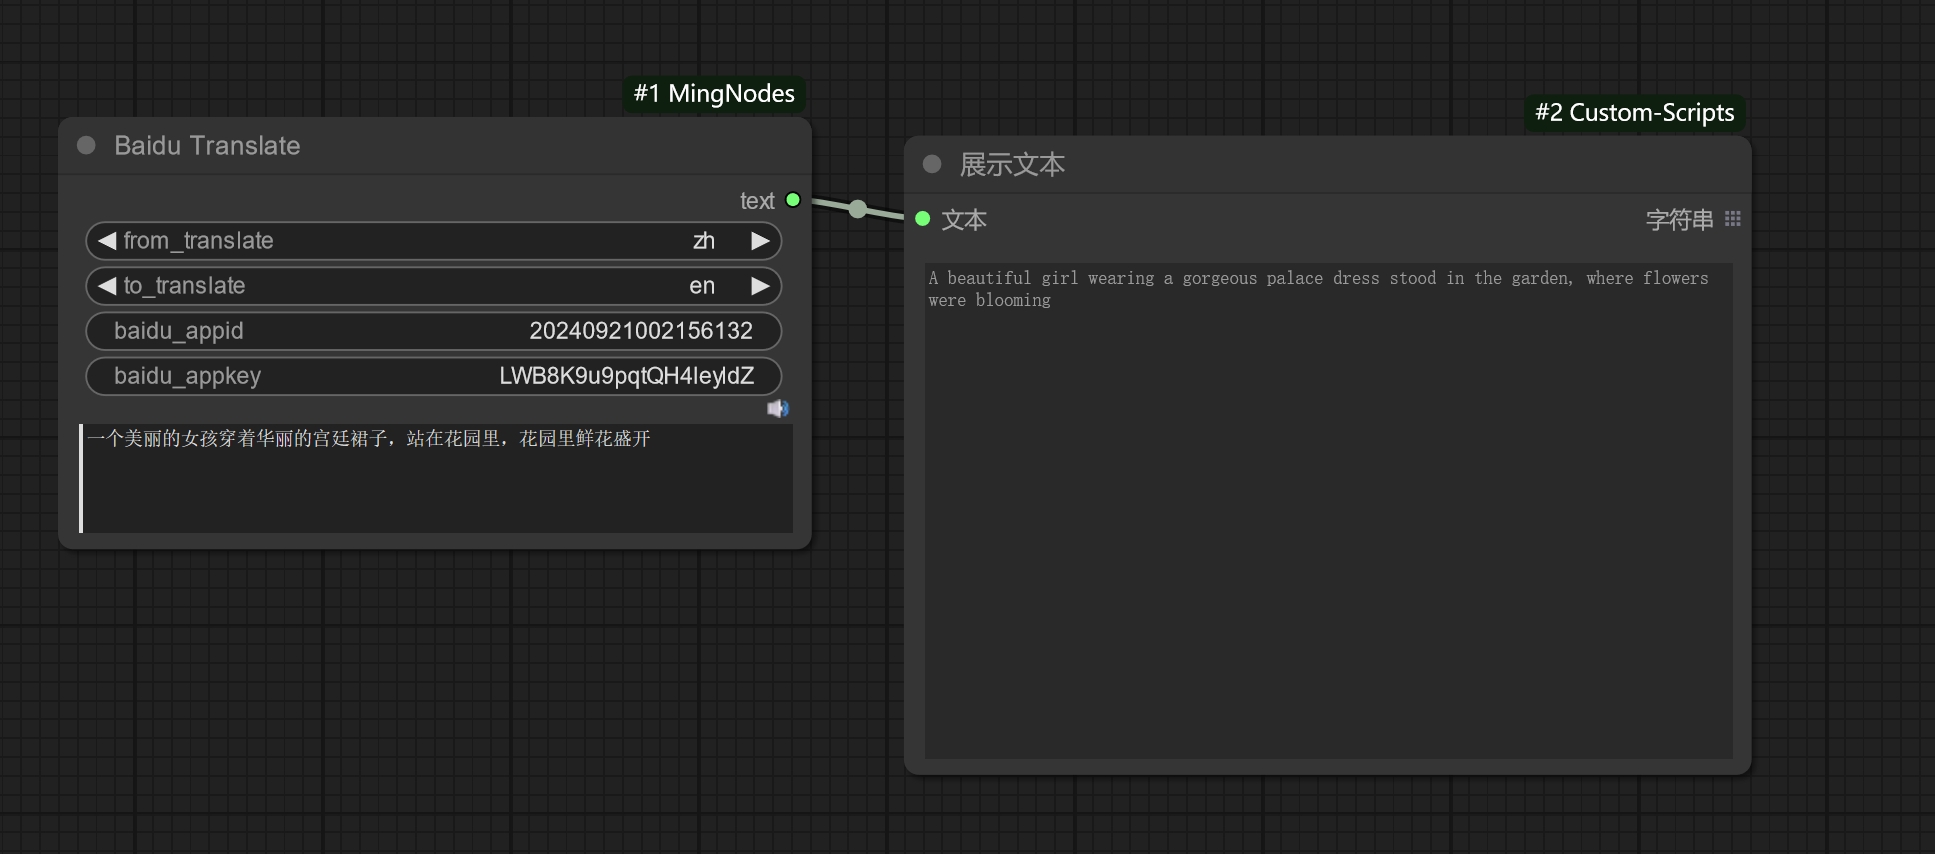 #1 MingNodes
Baidu Translate
text
from_translate zh
to_translate en
baidu_appid 20240921002156132
baidu_appkey LWB8K9u9pqtQH4IeyIdZ
一个美丽的女孩穿着华丽的宫廷裙子，站在花园里，花园里鲜花盛开
#2 Custom-Scripts
展示文本
文本 字符串
A beautiful girl wearing a gorgeous palace dress stood in the garden, where flowers
were blooming